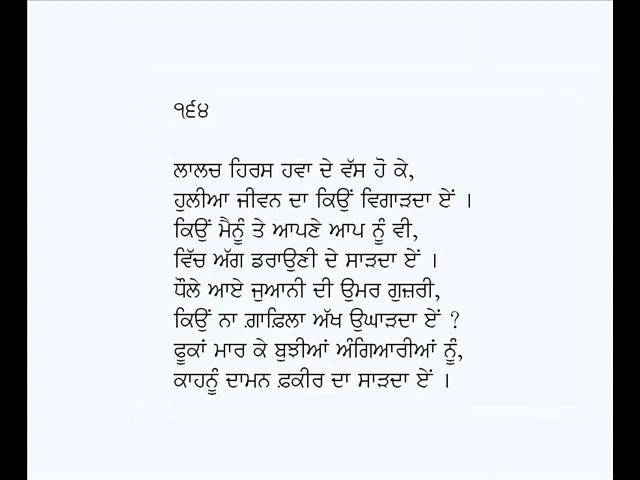 ੧੬੪
ਲਾਲਚ ਹਿਰਸ ਹਵਾ ਦੇ ਵੱਸ ਹੋ ਕੇ,
ਹੁਲੀਆ ਜੀਵਨ ਦਾ ਕਿਉਂ ਵਿਗਾੜਦਾ ਏਂ ।
ਕਿਉਂ ਮੈਨੂੰ ਤੇ ਆਪਣੇ ਆਪ ਨੂੰ ਵੀ,
ਵਿੱਚ ਅੱਗ ਡਰਾਉਣੀ ਦੇ ਸਾੜਦਾ ਏਂ ।
ਧੌਲੇ ਆਏ ਜੁਆਨੀ ਦੀ ਉਮਰ ਗੁਜ਼ਰੀ,
ਕਿਉਂ ਨਾ ਗ਼ਾਫ਼ਿਲਾ ਅੱਖ ਉਘਾੜਦਾ ਏਂ ?
ਫੂਕਾਂ ਮਾਰ ਕੇ ਬੁਝੀਆਂ ਅੰਗਿਆਰੀਆਂ ਨੂੰ,
ਕਾਹਨੂੰ ਦਾਮਨ ਫ਼ਕੀਰ ਦਾ ਸਾੜਦਾ ਏਂ ।